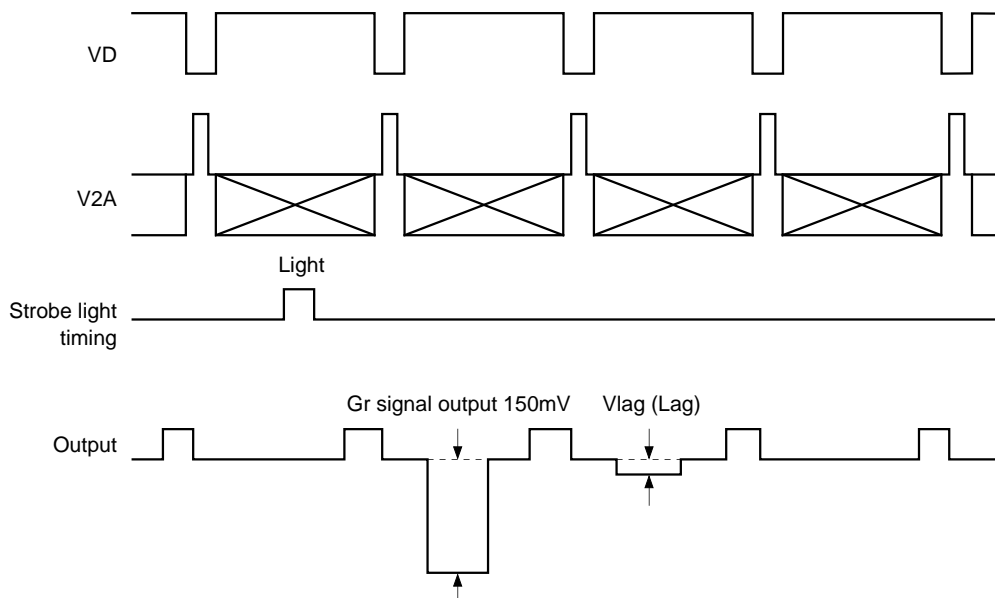 VD
V2A
Light
Strobe light
timing
Gr signal output 150mV Vlag (Lag)
Output